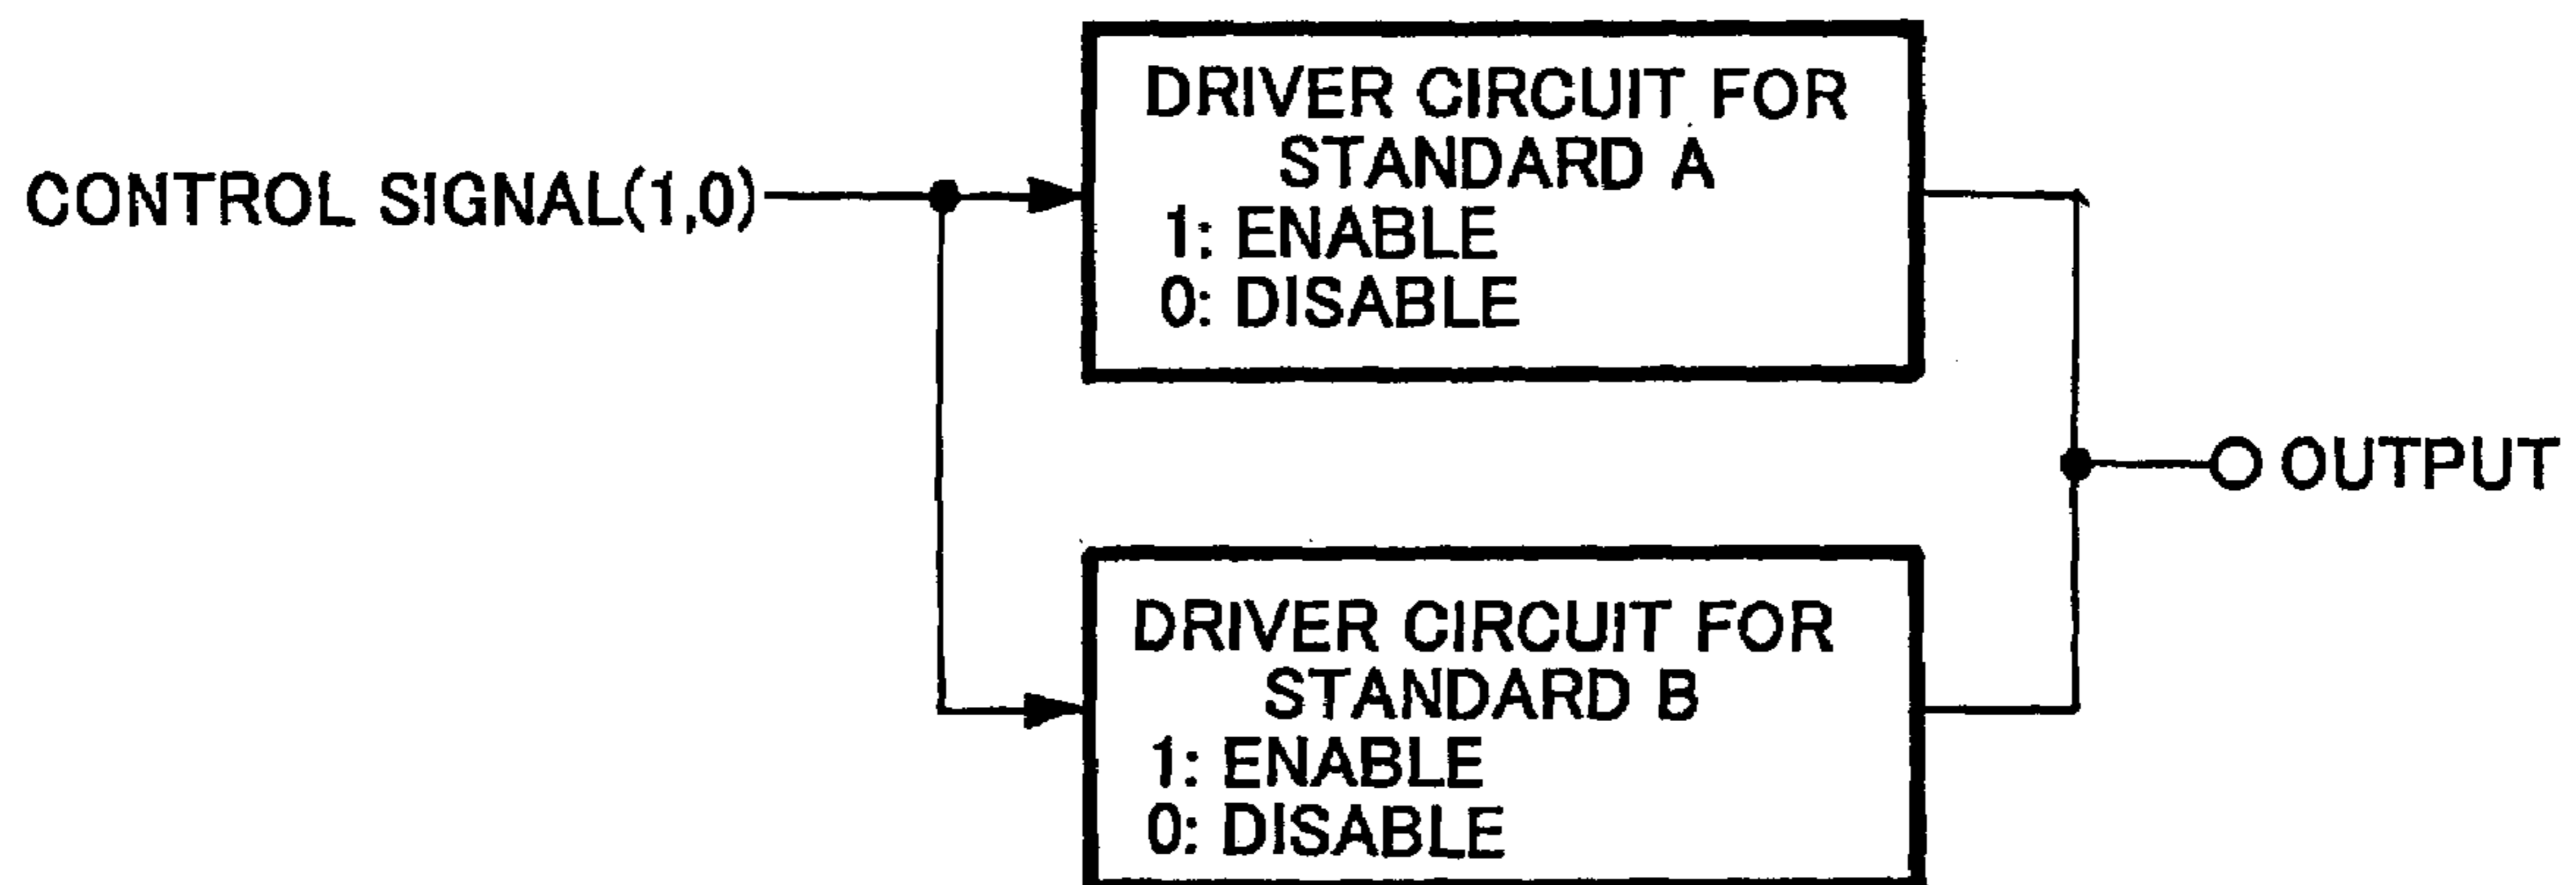 DRIVER CIRCUIT FOR
STANDARD A
1: ENABLE
0: DISABLE
CONTROL SIGNAL(1,0)
OUTPUT
DRIVER CIRCUIT FOR
STANDARD B
1: ENABLE
0: DISABLE